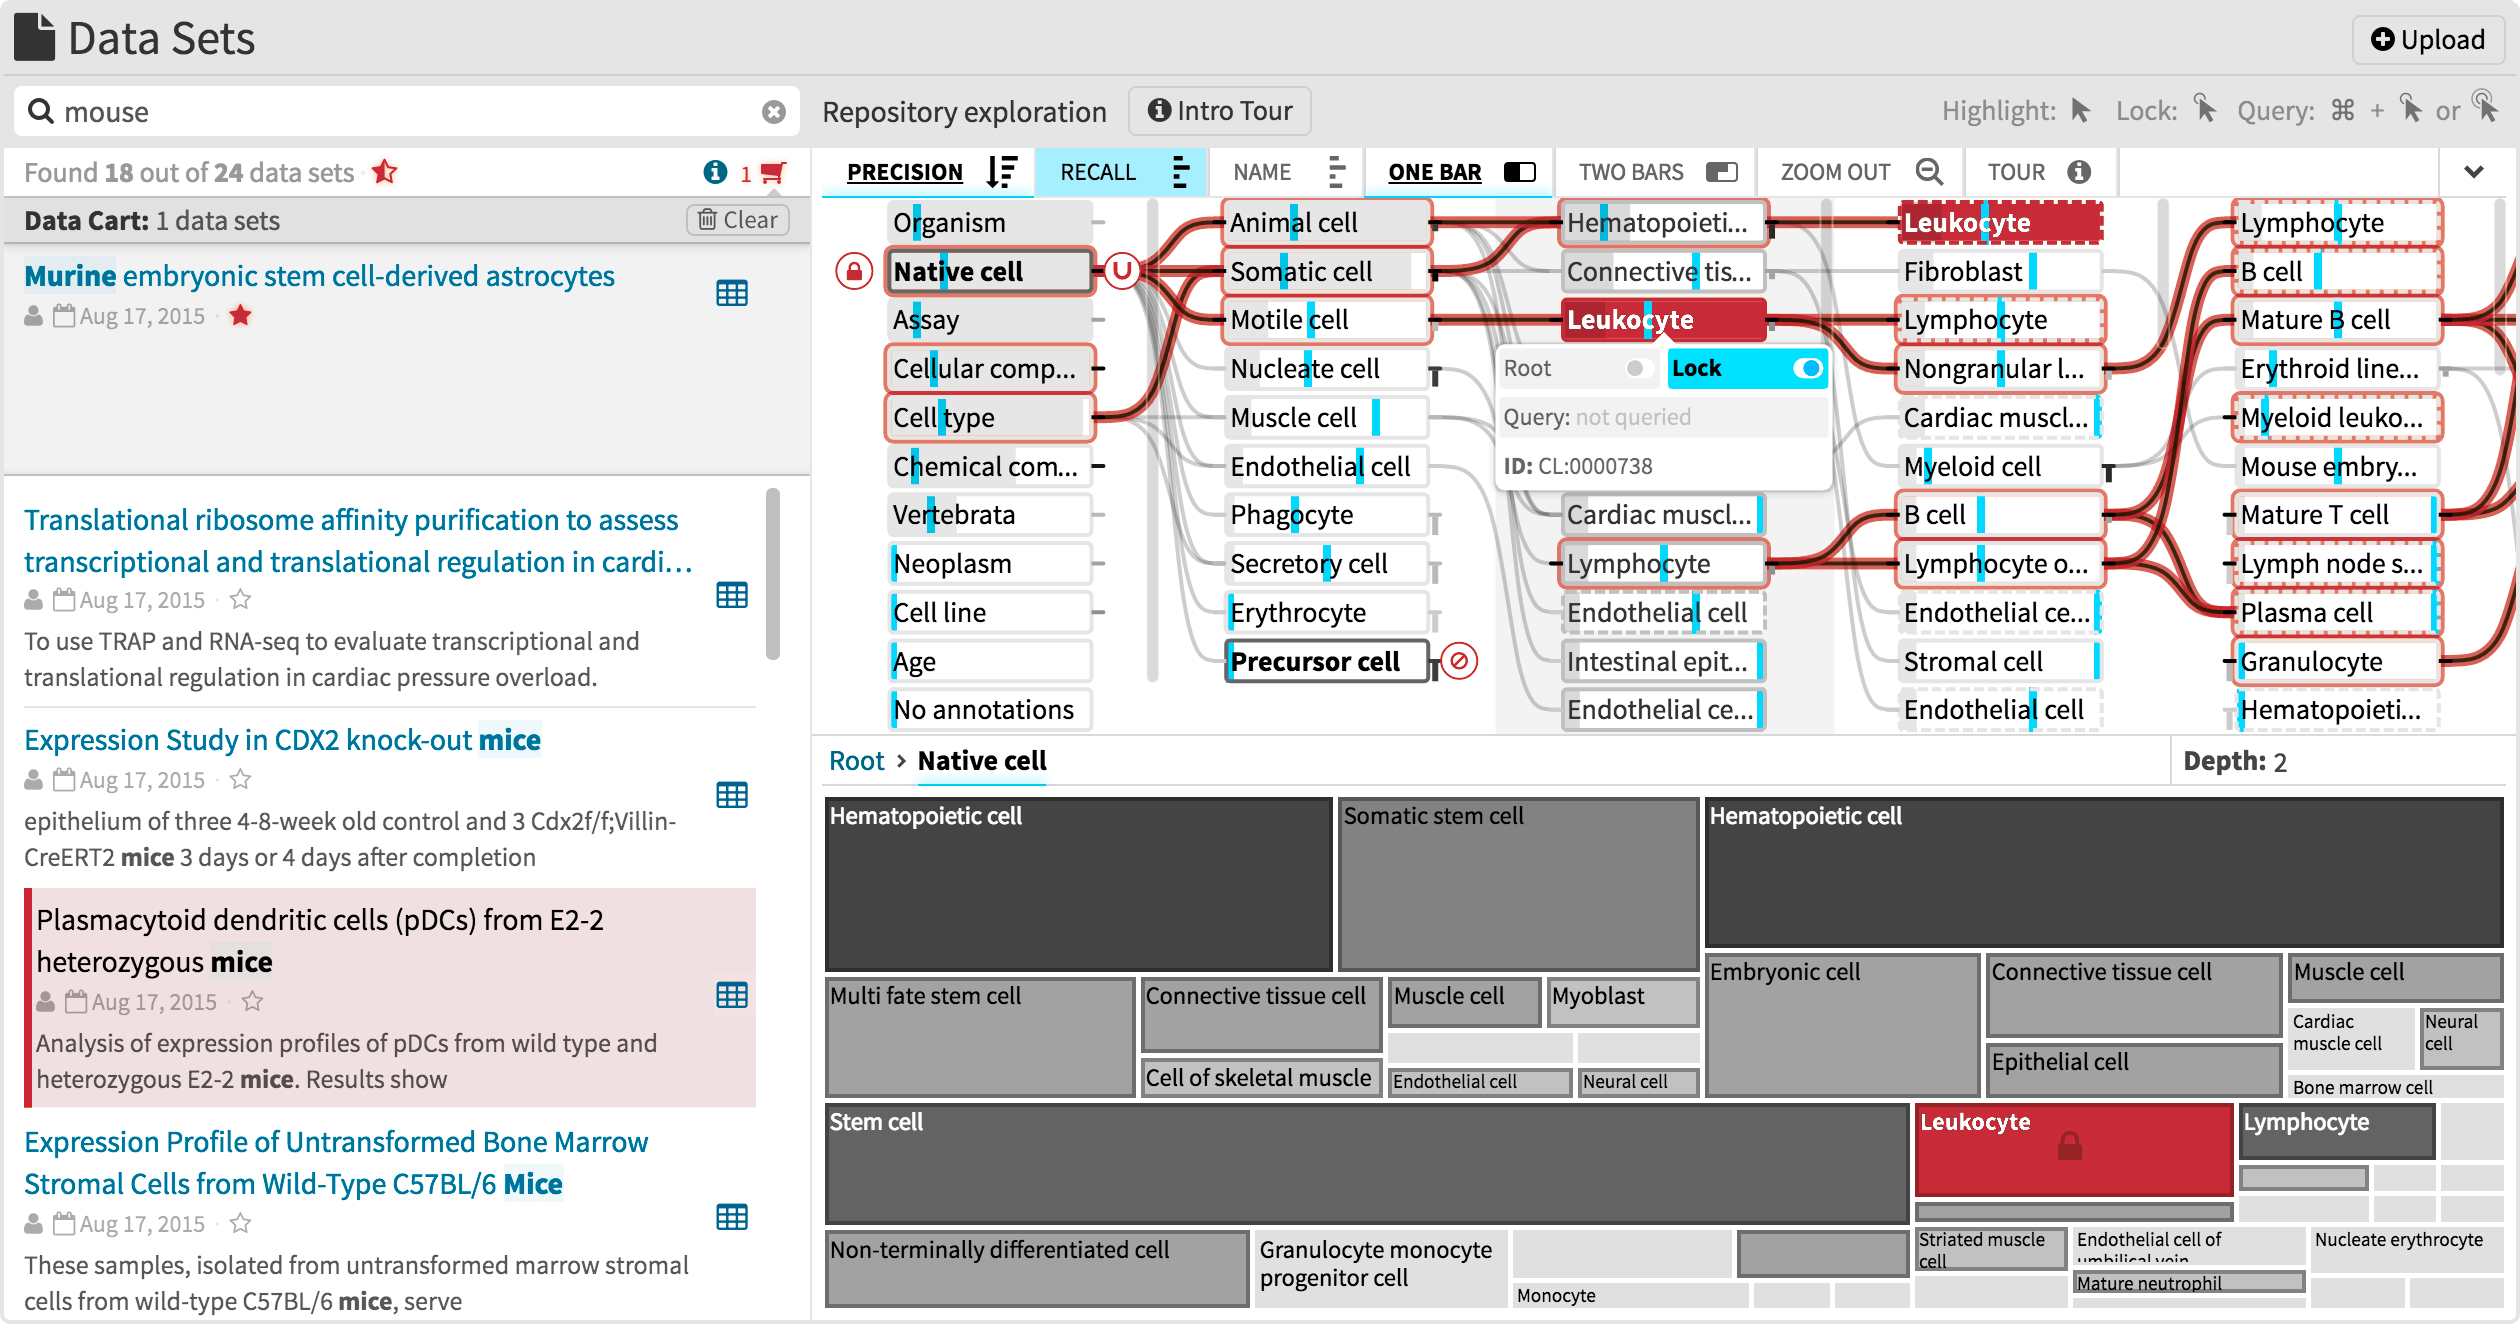 Data Sets
Upload
mouse
Repository exploration
Intro Tour
Highlight:
Lock:
Query: ⌘ + or
Found 18 out of 24 data sets
1
PRECISION
RECALL
NAME
ONE BAR
TWO BARS
ZOOM OUT
TOUR
Data Cart: 1 data sets
Clear
Murine embryonic stem cell-derived astrocytes
Aug 17, 2015
Translational ribosome affinity purification to assess
transcriptional and translational regulation in cardi...
Aug 17, 2015
To use TRAP and RNA-seq to evaluate transcriptional and
translational regulation in cardiac pressure overload.
Expression Study in CDX2 knock-out mice
Aug 17, 2015
epithelium of three 4-8-week old control and 3 Cdx2f/f;Villin-
CreERT2 mice 3 days or 4 days after completion
Plasmacytoid dendritic cells (pDCs) from E2-2
heterozygous mice
Aug 17, 2015
Analysis of expression profiles of pDCs from wild type and
heterozygous E2-2 mice. Results show
Expression Profile of Untransformed Bone Marrow
Stromal Cells from Wild-Type C57BL/6 Mice
Aug 17, 2015
These samples, isolated from untransformed marrow stromal
cells from wild-type C57BL/6 mice, serve
Organism
Native cell
Assay
Cellular comp...
Cell type
Chemical com...
Vertebrata
Neoplasm
Cell line
Age
No annotations
Animal cell
Somatic cell
Motile cell
Nucleate cell
Muscle cell
Endothelial cell
Phagocyte
Secretory cell
Erythrocyte
Precursor cell
Hematopoieti...
Connective tis...
Leukocyte
Root
Lock
Query: not queried
ID: CL:0000738
Cardiac muscl...
Lymphocyte
Endothelial cell
Intestinal epit...
Endothelial ce...
Leukocyte
Fibroblast
Lymphocyte
Nongranular l...
Cardiac muscl...
Myeloid cell
B cell
Lymphocyte o...
Endothelial ce...
Stromal cell
Endothelial cell
Lymphocyte
B cell
Mature B cell
Erythroid line...
Myeloid leuko...
Mouse embry...
Mature T cell
Lymph node s...
Plasma cell
Granulocyte
Hematopoieti...
Root › Native cell
Depth: 2
Hematopoietic cell
Somatic stem cell
Hematopoietic cell
Multi fate stem cell
Connective tissue cell
Muscle cell
Myoblast
Cell of skeletal muscle
Endothelial cell
Neural cell
Embryonic cell
Connective tissue cell
Muscle cell
Epithelial cell
Cardiac
muscle cell
Neural
cell
Bone marrow cell
Stem cell
Leukocyte
Lymphocyte
Non-terminally differentiated cell
Granulocyte monocyte
progenitor cell
Monocyte
Striated muscle
cell
Endothelial cell of
umbilical vein
Nucleate erythrocyte
Mature neutrophil